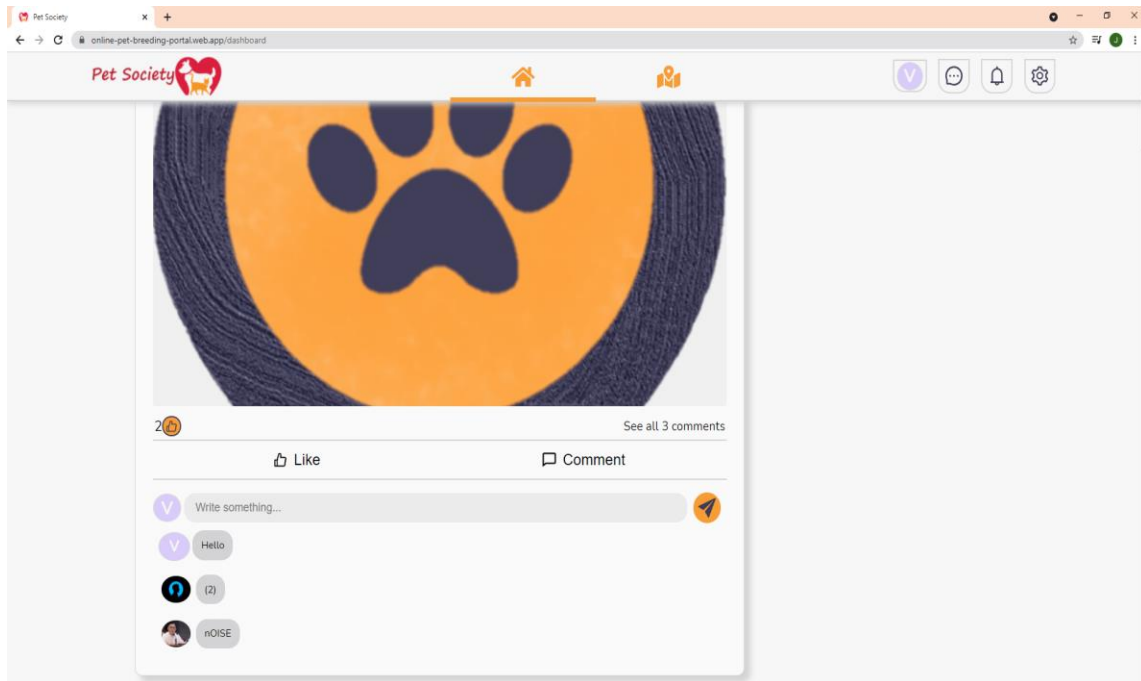 Pet Society
online-pet-breeding-portal.web.app/dashboard
J
Pet Society
V
2
See all 3 comments
Like
Comment
V
Write something...
V
Hello
(2)
nOISE